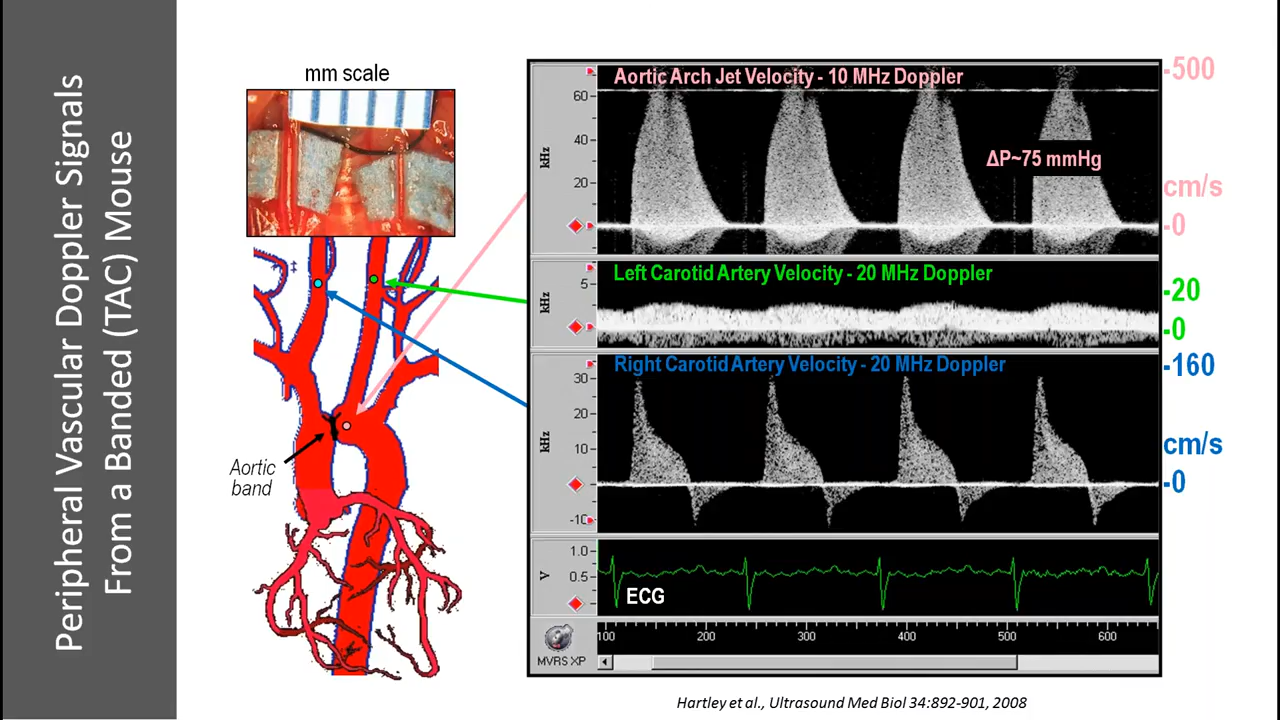 Peripheral Vascular Doppler Signals
From a Banded (TAC) Mouse
mm scale
Aortic
band
Aortic Arch Jet Velocity - 10 MHz Doppler
60
40
20
kHz
ΔP~75 mmHg
-500
cm/s
-0
Left Carotid Artery Velocity - 20 MHz Doppler
5
kHz
-20
-0
Right Carotid Artery Velocity - 20 MHz Doppler
30
20
10
-10
kHz
-160
cm/s
-0
1.0
0.5
V
ECG
MVRS XP
100 200 300 400 500 600
Hartley et al., Ultrasound Med Biol 34:892-901, 2008